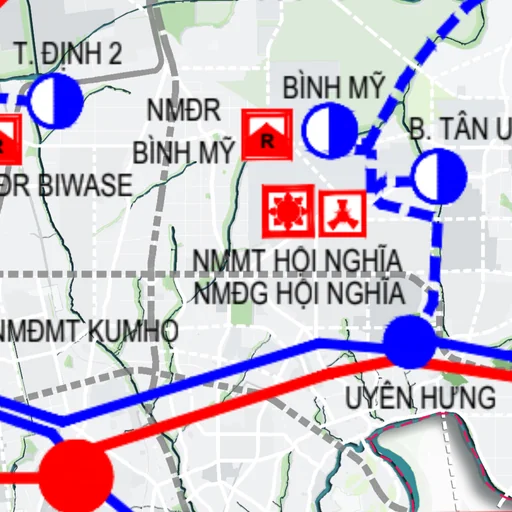 T. ĐỊNH 2
BÌNH MỸ
NMĐR
BÌNH MỸ
R
B. TÂN U
R
ĐR BIWASE
NMMT HỘI NGHĨA
NMĐG HỘI NGHĨA
NMĐMT KUMHO
UYÊN HƯNG